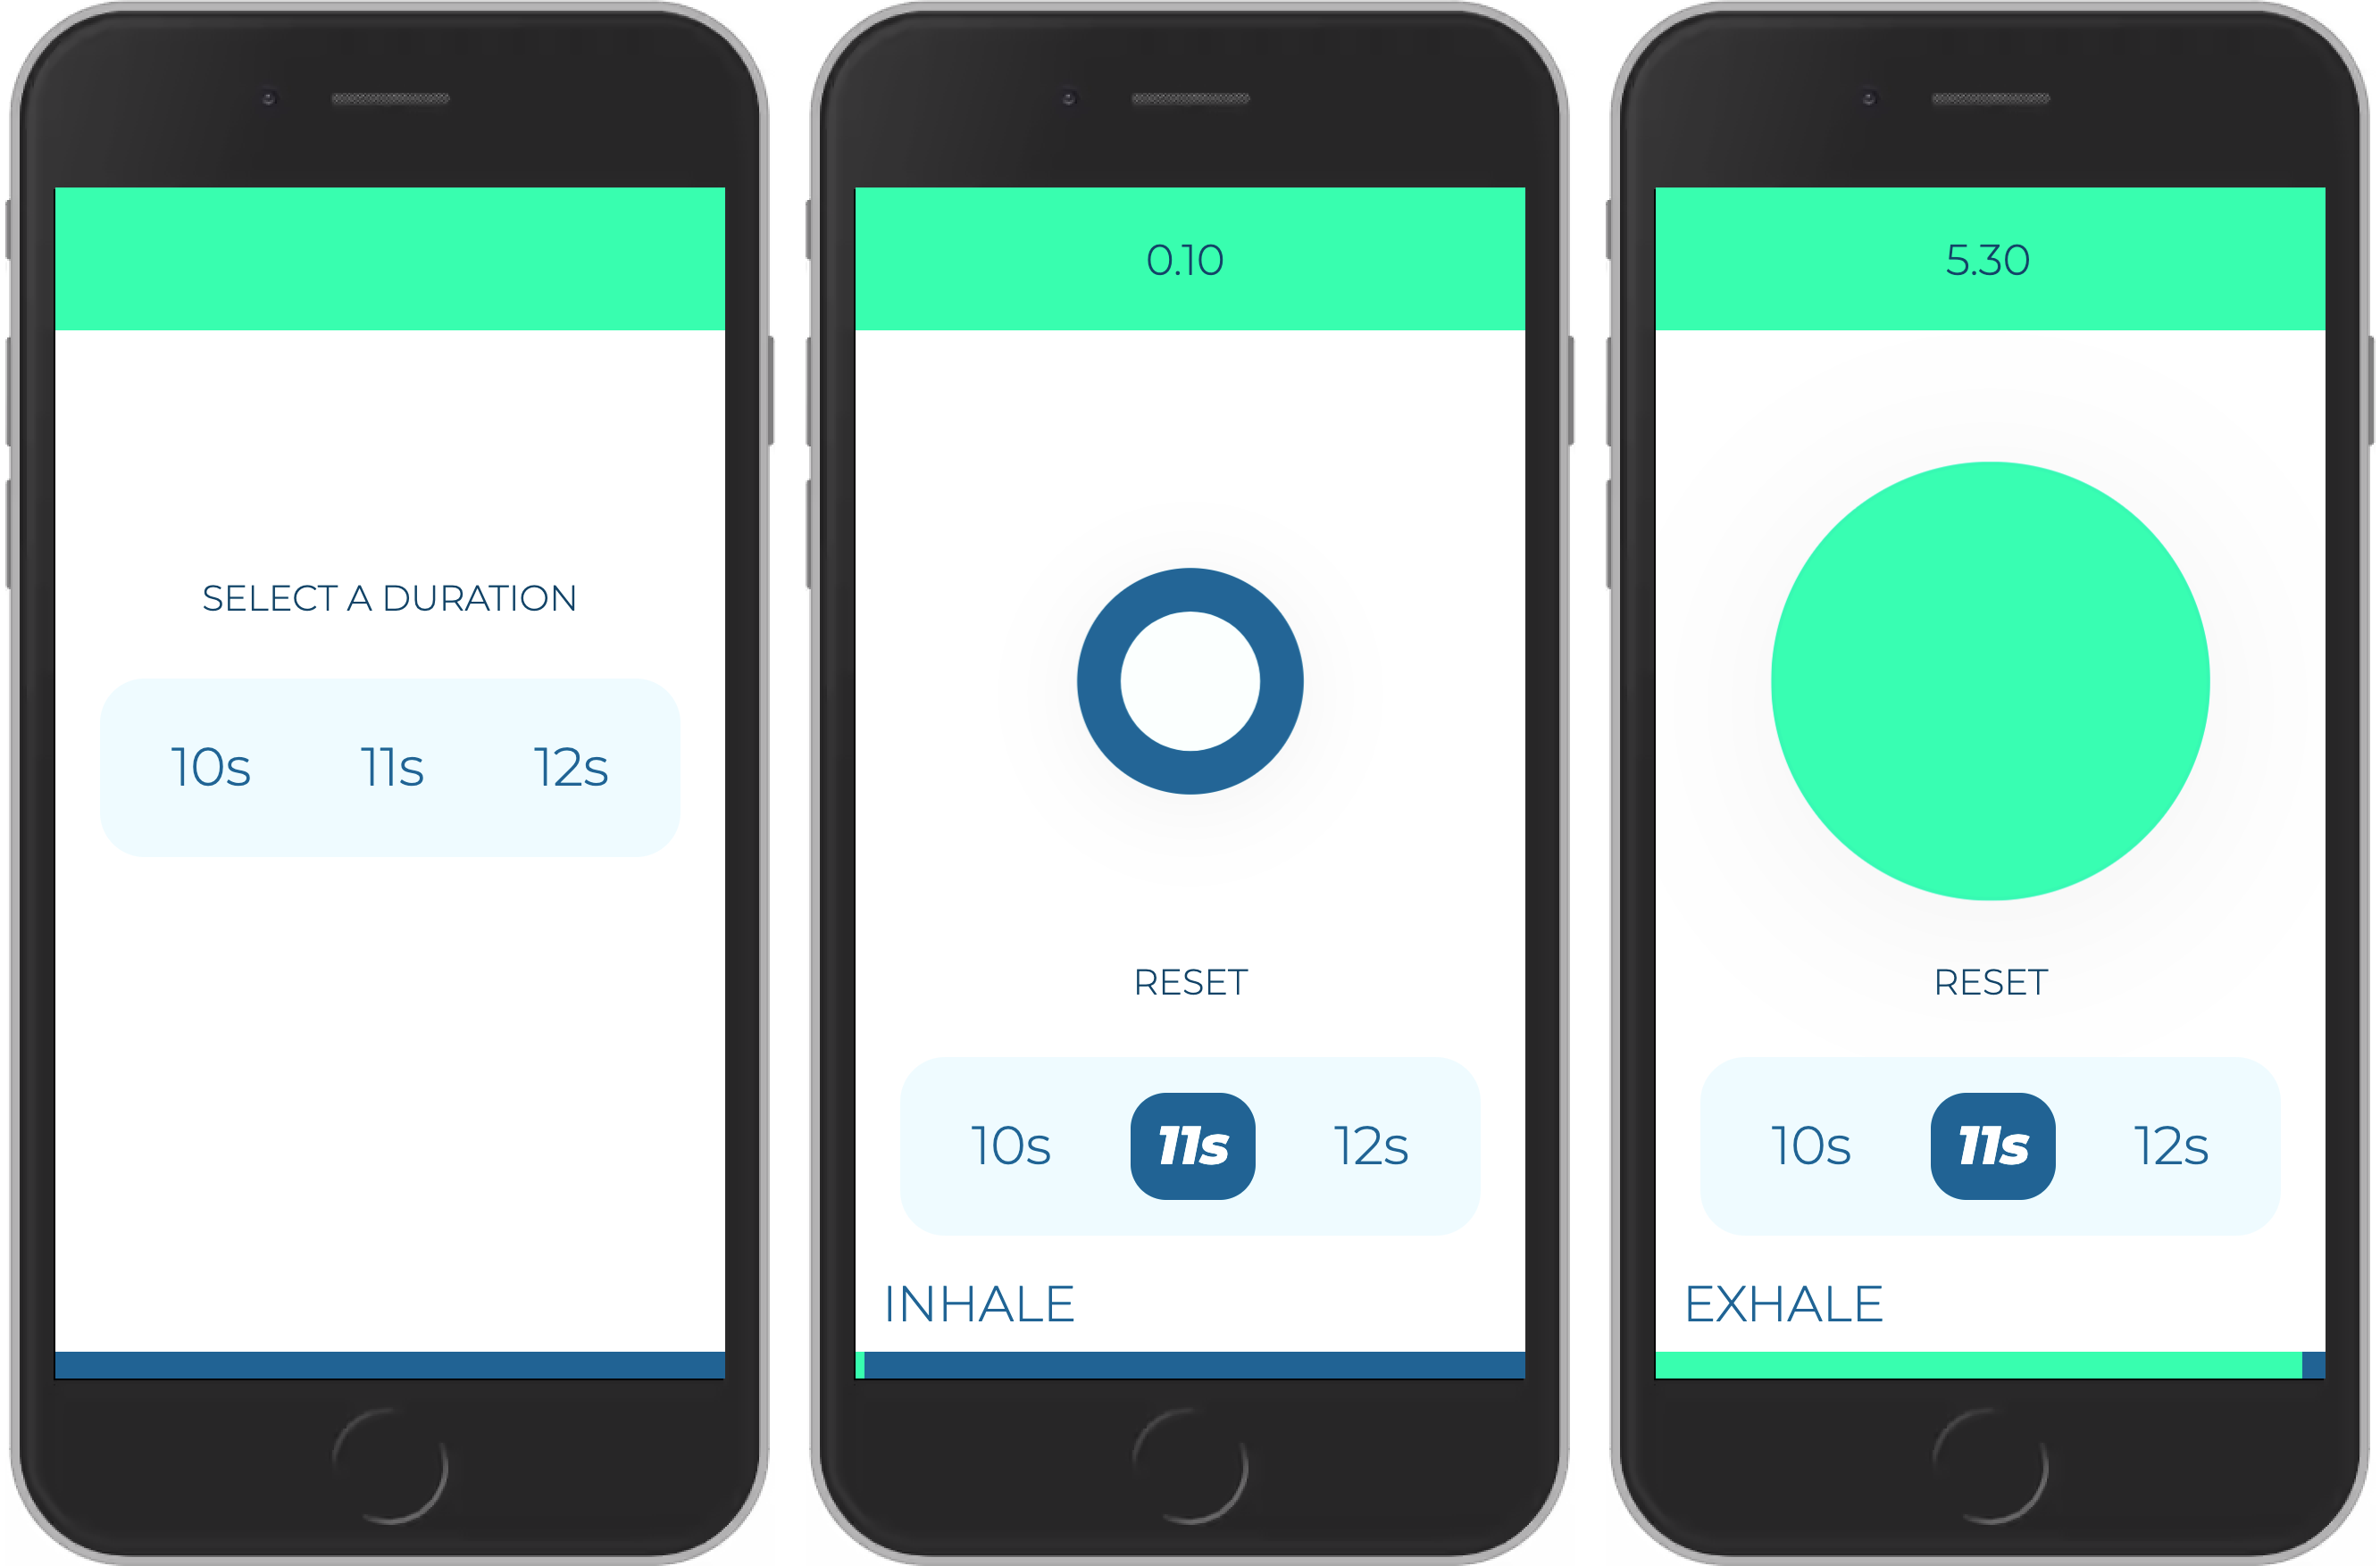 SELECT A DURATION
10s 11s 12s
0.10
RESET
10s 11s 12s
INHALE
5.30
RESET
10s 11s 12s
EXHALE